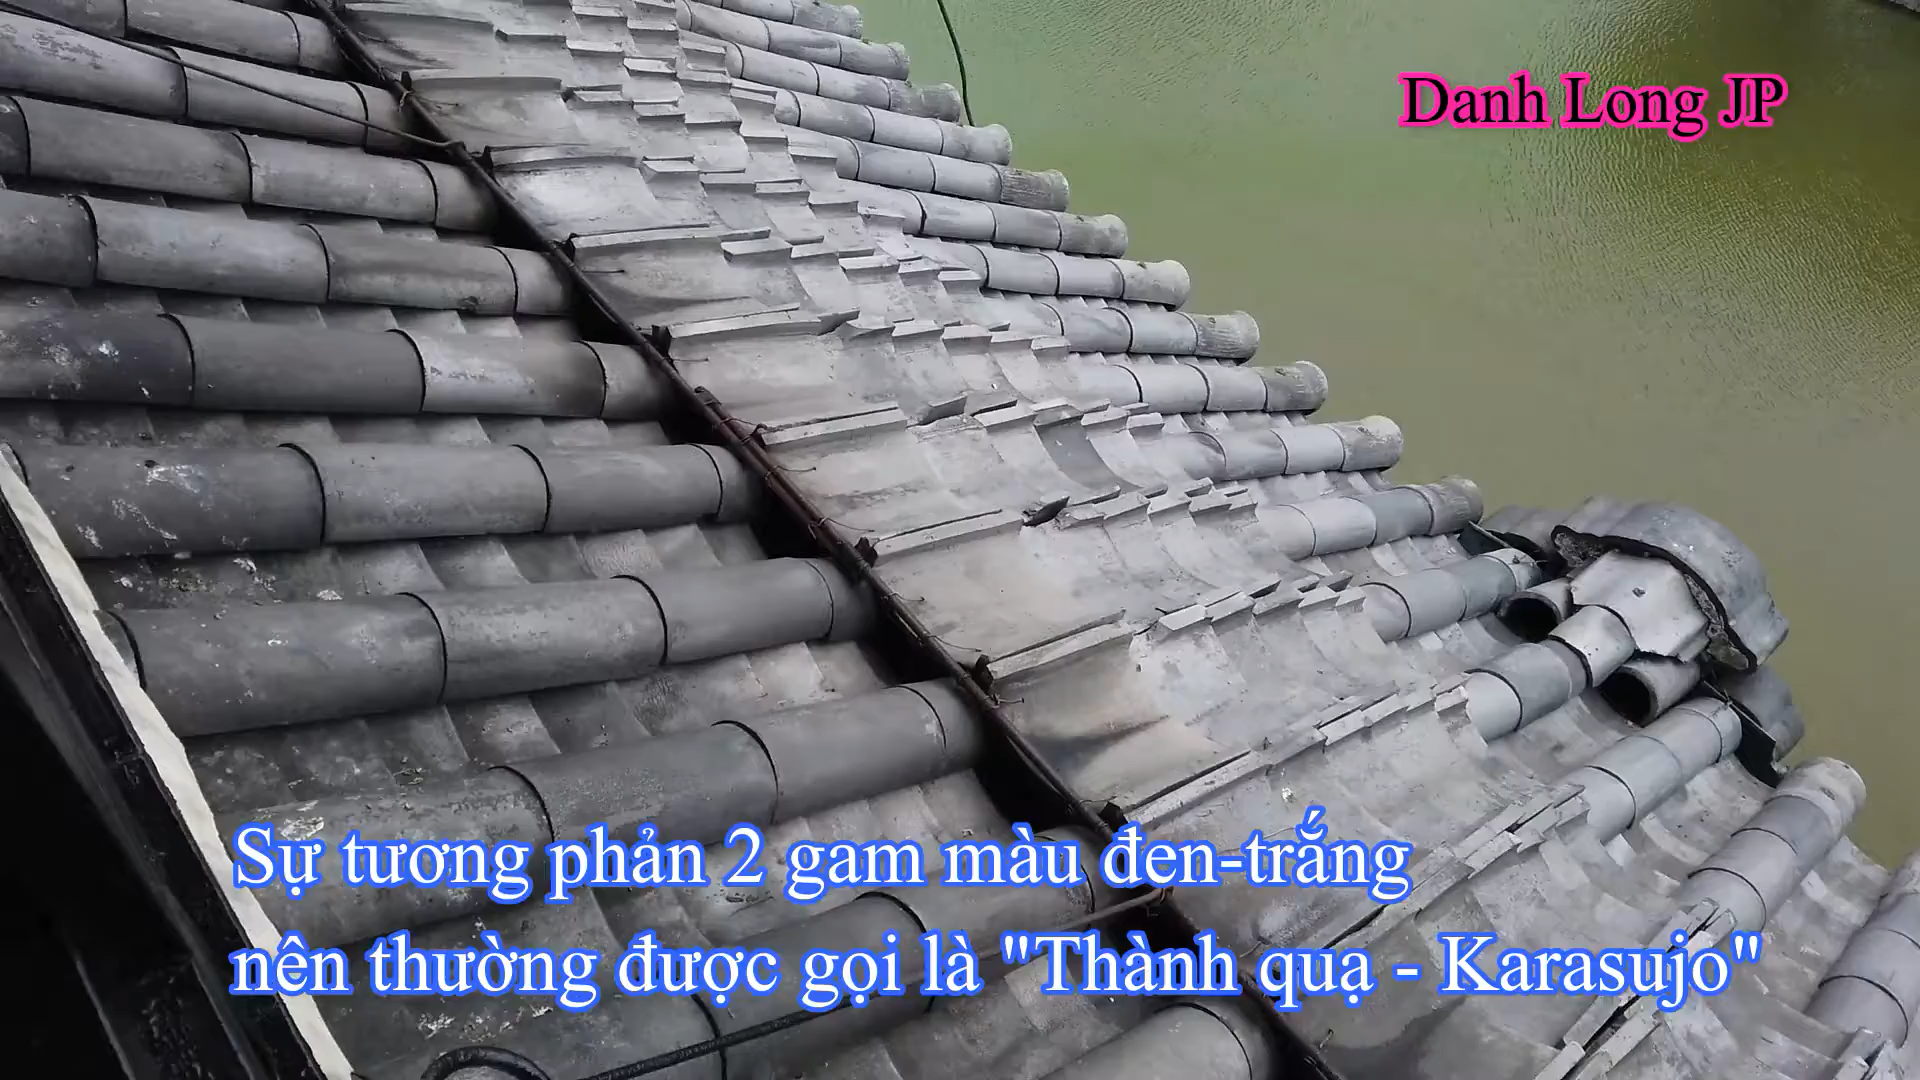 Danh Long JP
Sự tương phản 2 gam màu đen-trắng
nên thường được gọi là "Thành quạ - Karasujo"